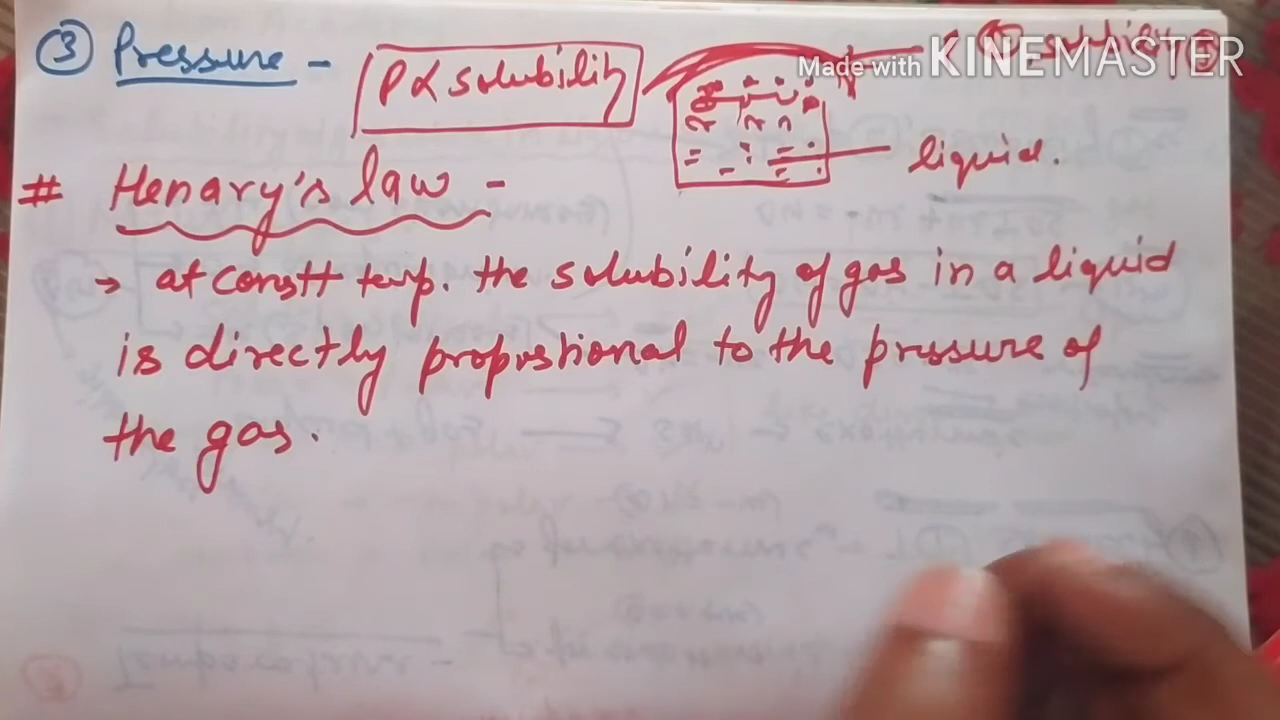 ③ Pressure -
P∝ solubility
Made with KINEMASTER
liquid.
# Henary's law -
→ at constt temp. the solubility of gas in a liquid
is directly proportional to the pressure of
the gas.